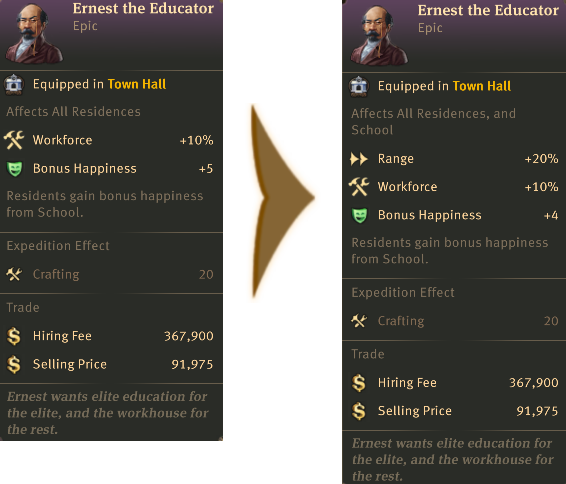 Ernest the Educator
Epic
Equipped in Town Hall
Affects All Residences
Workforce +10%
Bonus Happiness +5
Residents gain bonus happiness
from School.
Expedition Effect
Crafting 20
Trade
Hiring Fee 367,900
Selling Price 91,975
Ernest wants elite education for
the elite, and the workhouse for
the rest.
Ernest the Educator
Epic
Equipped in Town Hall
Affects All Residences, and
School
Range +20%
Workforce +10%
Bonus Happiness +4
Residents gain bonus happiness
from School.
Expedition Effect
Crafting 20
Trade
Hiring Fee 367,900
Selling Price 91,975
Ernest wants elite education for
the elite, and the workhouse for
the rest.